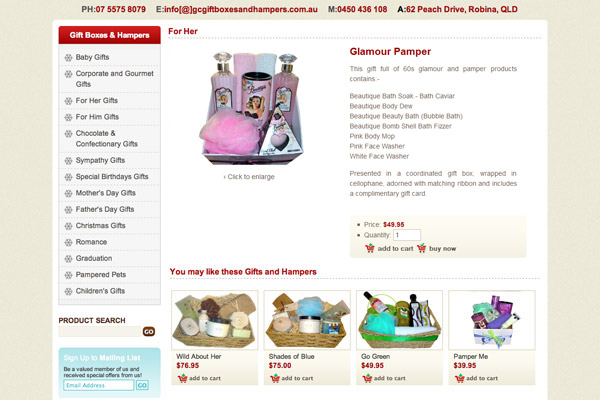 PH:07 5575 8079 E:info[@]gcgiftboxesandhampers.com.au M:0450 436 108 A:62 Peach Drive, Robina, QLD
Gift Boxes & Hampers
Baby Gifts
Corporate and Gourmet
Gifts
For Her Gifts
For Him Gifts
Chocolate &
Confectionary Gifts
Sympathy Gifts
Special Birthdays Gifts
Mother's Day Gifts
Father's Day Gifts
Christmas Gifts
Romance
Graduation
Pampered Pets
Children's Gifts
PRODUCT SEARCH
GO
Sign Up to Mailing List
Be a valued member of us and
received special offers from us!
Email Address GO
For Her
‹ Click to enlarge
Glamour Pamper
This gift full of 60s glamour and pamper products
contains:-
Beautique Bath Soak - Bath Caviar
Beautique Body Dew
Beautique Beauty Bath (Bubble Bath)
Beautique Bomb Shell Bath Fizzer
Pink Body Mop
Pink Face Washer
White Face Washer
Presented in a coordinated gift box, wrapped in
cellophane, adorned with matching ribbon and includes
a complimentary gift card.
Price: $49.95
Quantity: 1
add to cart buy now
You may like these Gifts and Hampers
Wild About Her
$76.95
add to cart
Shades of Blue
$75.00
add to cart
Go Green
$49.95
add to cart
Pamper Me
$39.95
add to cart